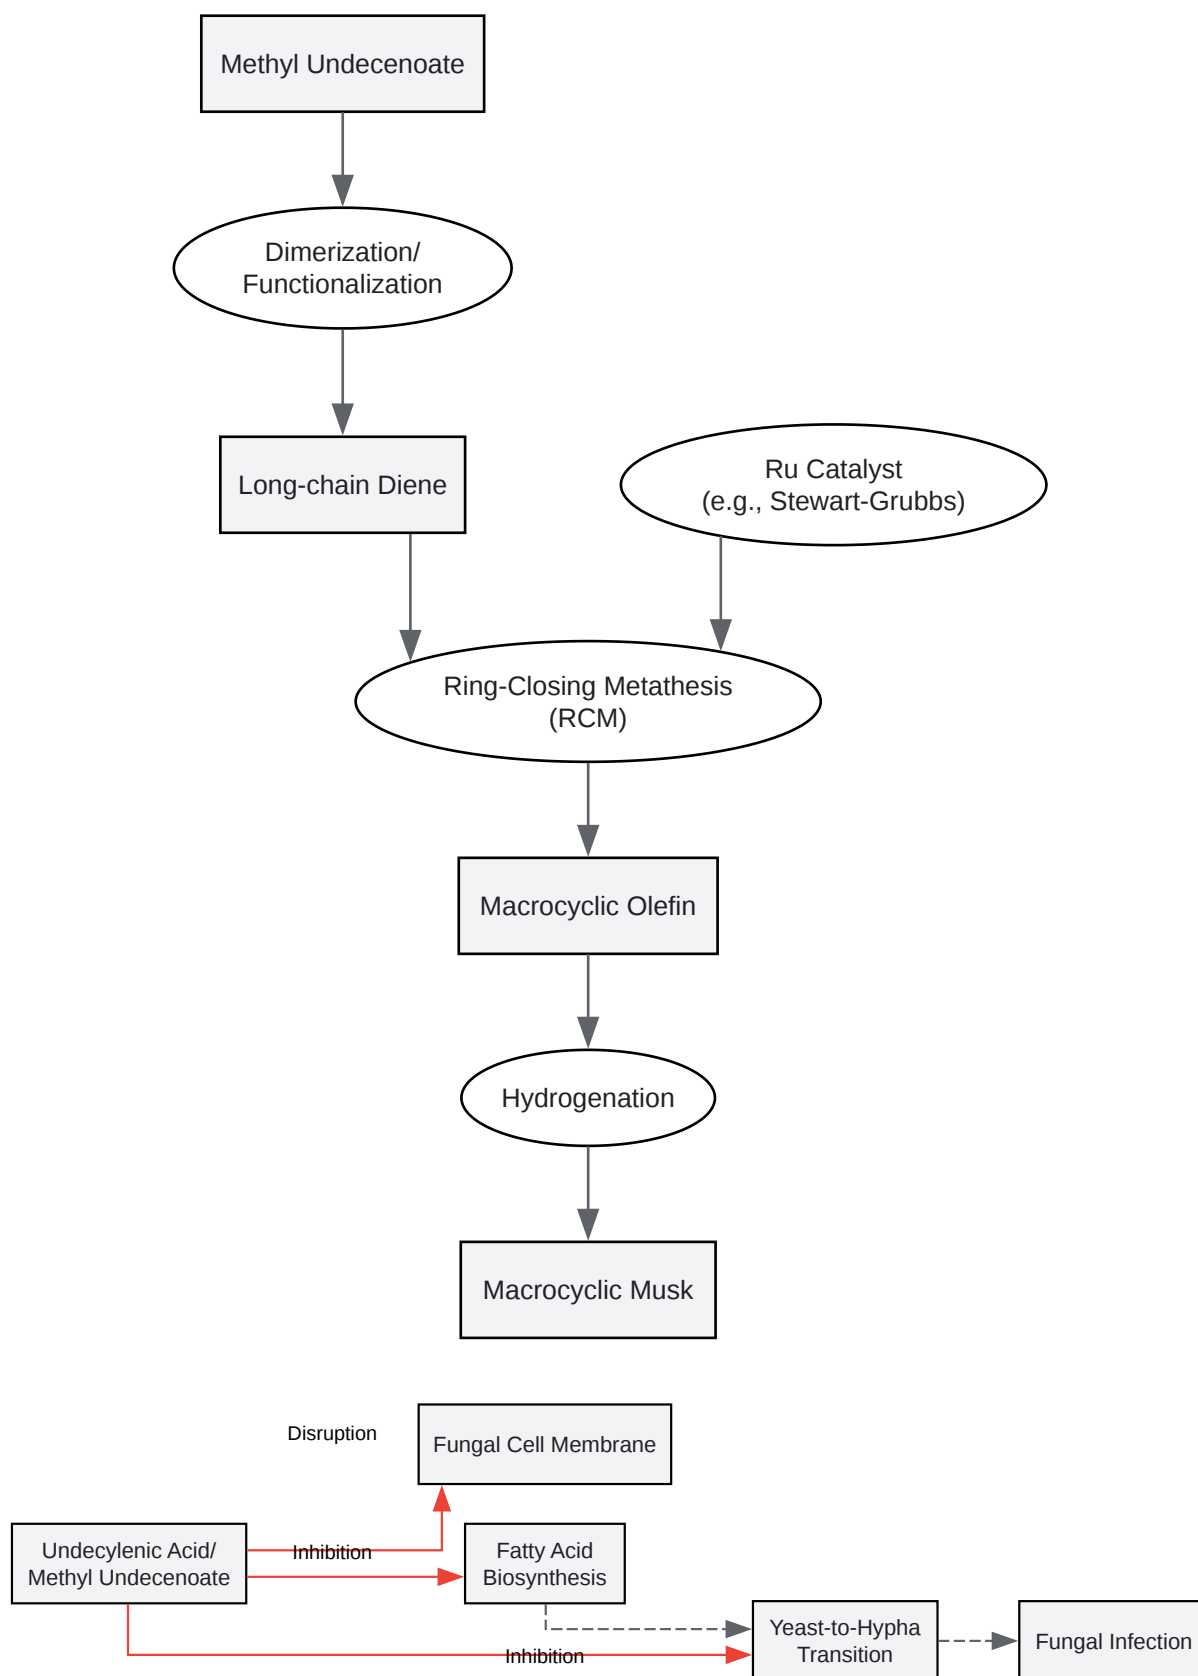 Methyl Undecenoate
Dimerization/
Functionalization
Long-chain Diene
Ru Catalyst
(e.g., Stewart-Grubbs)
Ring-Closing Metathesis
(RCM)
Macrocyclic Olefin
Hydrogenation
Macrocyclic Musk
Disruption
Fungal Cell Membrane
Undecylenic Acid/
Methyl Undecenoate
Inhibition
Fatty Acid
Biosynthesis
Inhibition
Yeast-to-Hypha
Transition
Fungal Infection